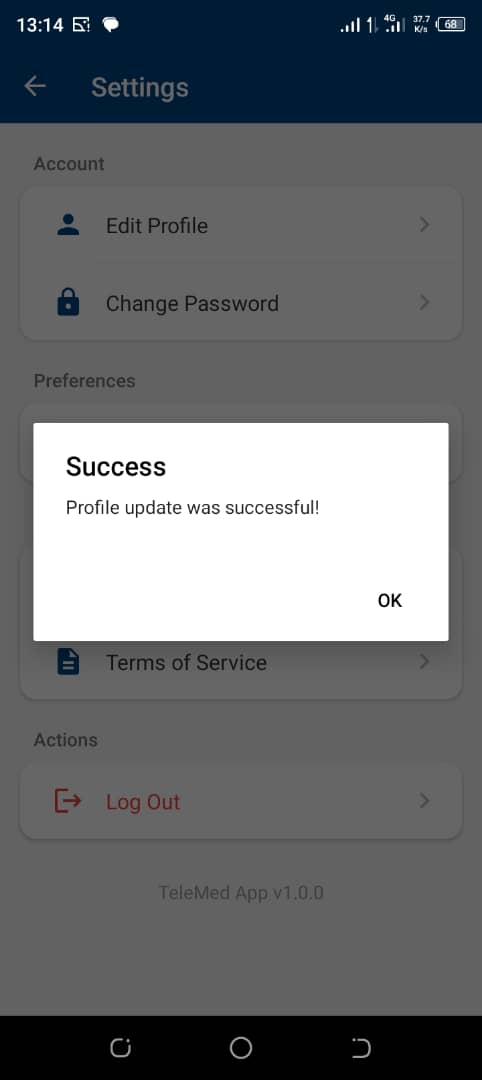 13:14
4G
37.7
K/s
68
Settings
Account
Edit Profile
Change Password
Preferences
Success
Profile update was successful!
OK
Terms of Service
Actions
Log Out
TeleMed App v1.0.0